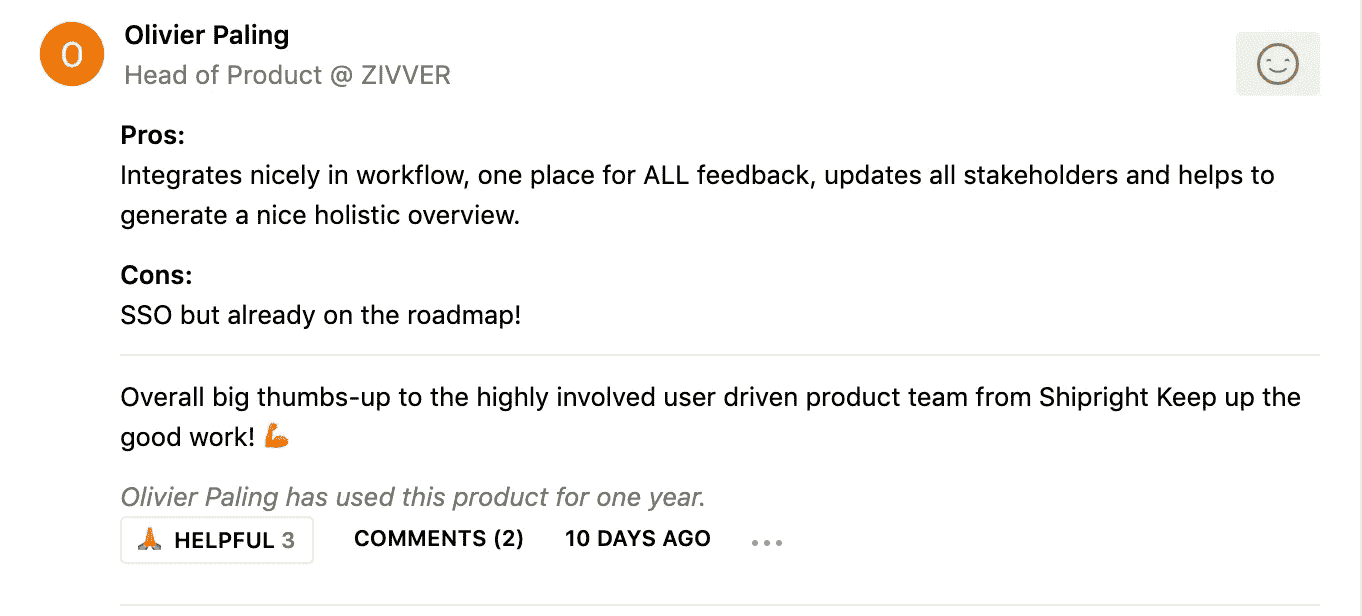 O
Olivier Paling
Head of Product @ ZIVVER
Pros:
Integrates nicely in workflow, one place for ALL feedback, updates all stakeholders and helps to
generate a nice holistic overview.
Cons:
SSO but already on the roadmap!
Overall big thumbs-up to the highly involved user driven product team from Shipright Keep up the
good work! 💪
Olivier Paling has used this product for one year.
🙏 HELPFUL 3 COMMENTS (2) 10 DAYS AGO ...